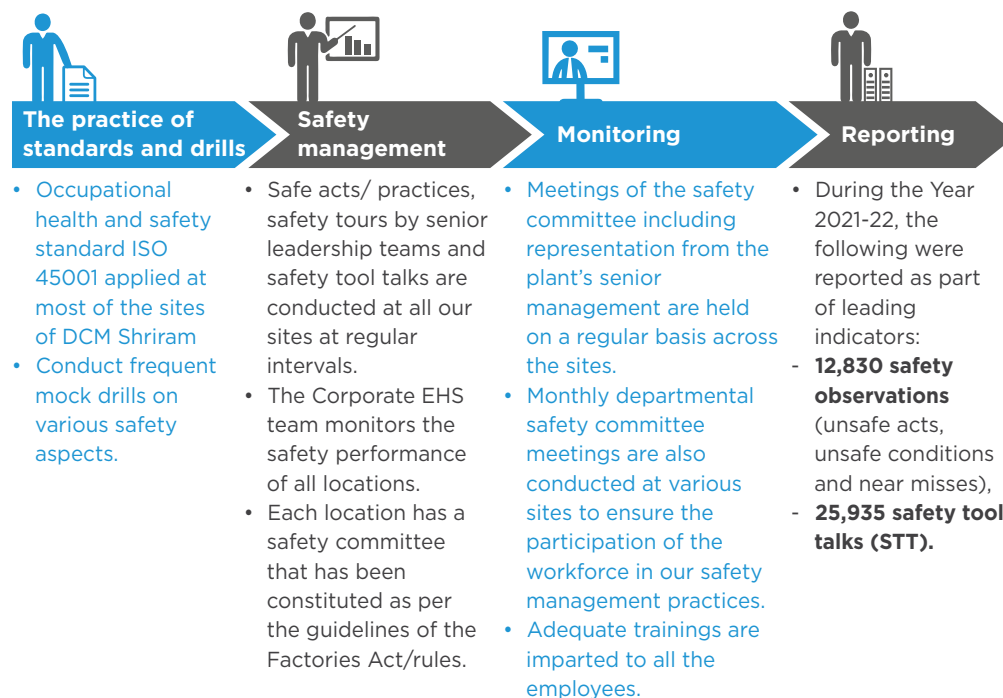 The practice of
standards and drills
• Occupational
health and safety
standard ISO
45001 applied at
most of the sites
of DCM Shriram
• Conduct frequent
mock drills on
various safety
aspects.
Safety
management
• Safe acts/ practices,
safety tours by senior
leadership teams and
safety tool talks are
conducted at all our
sites at regular
intervals.
• The Corporate EHS
team monitors the
safety performance
of all locations.
• Each location has a
safety committee
that has been
constituted as per
the guidelines of the
Factories Act/rules.
Monitoring
• Meetings of the safety
committee including
representation from the
plant's senior
management are held
on a regular basis across
the sites.
• Monthly departmental
safety committee
meetings are also
conducted at various
sites to ensure the
participation of the
workforce in our safety
management practices.
• Adequate trainings are
imparted to all the
employees.
Reporting
• During the Year
2021-22, the
following were
reported as part
of leading
indicators:
- 12,830 safety
observations
(unsafe acts,
unsafe conditions
and near misses),
- 25,935 safety tool
talks (STT).